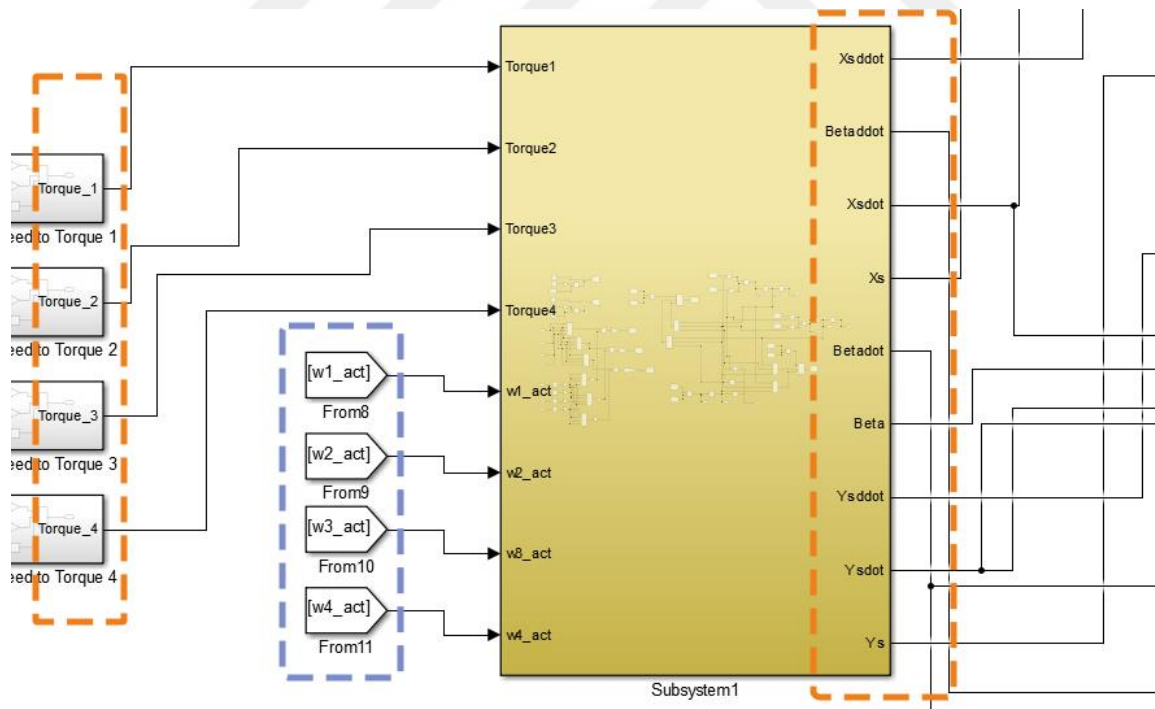 Torque_1
eed to Torque 1
Torque_2
eed to Torque 2
Torque_3
eed to Torque 3
Torque_4
eed to Torque 4
[w1_act]
From8
[w2_act]
From9
[w3_act]
From10
[w4_act]
From11
Torque1
Torque2
Torque3
Torque4
w1_act
w2_act
w8_act
w4_act
Xsddot
Betaddot
Xsdot
Xs
Betadot
Beta
Ysddot
Ysdot
Ys
Subsystem1